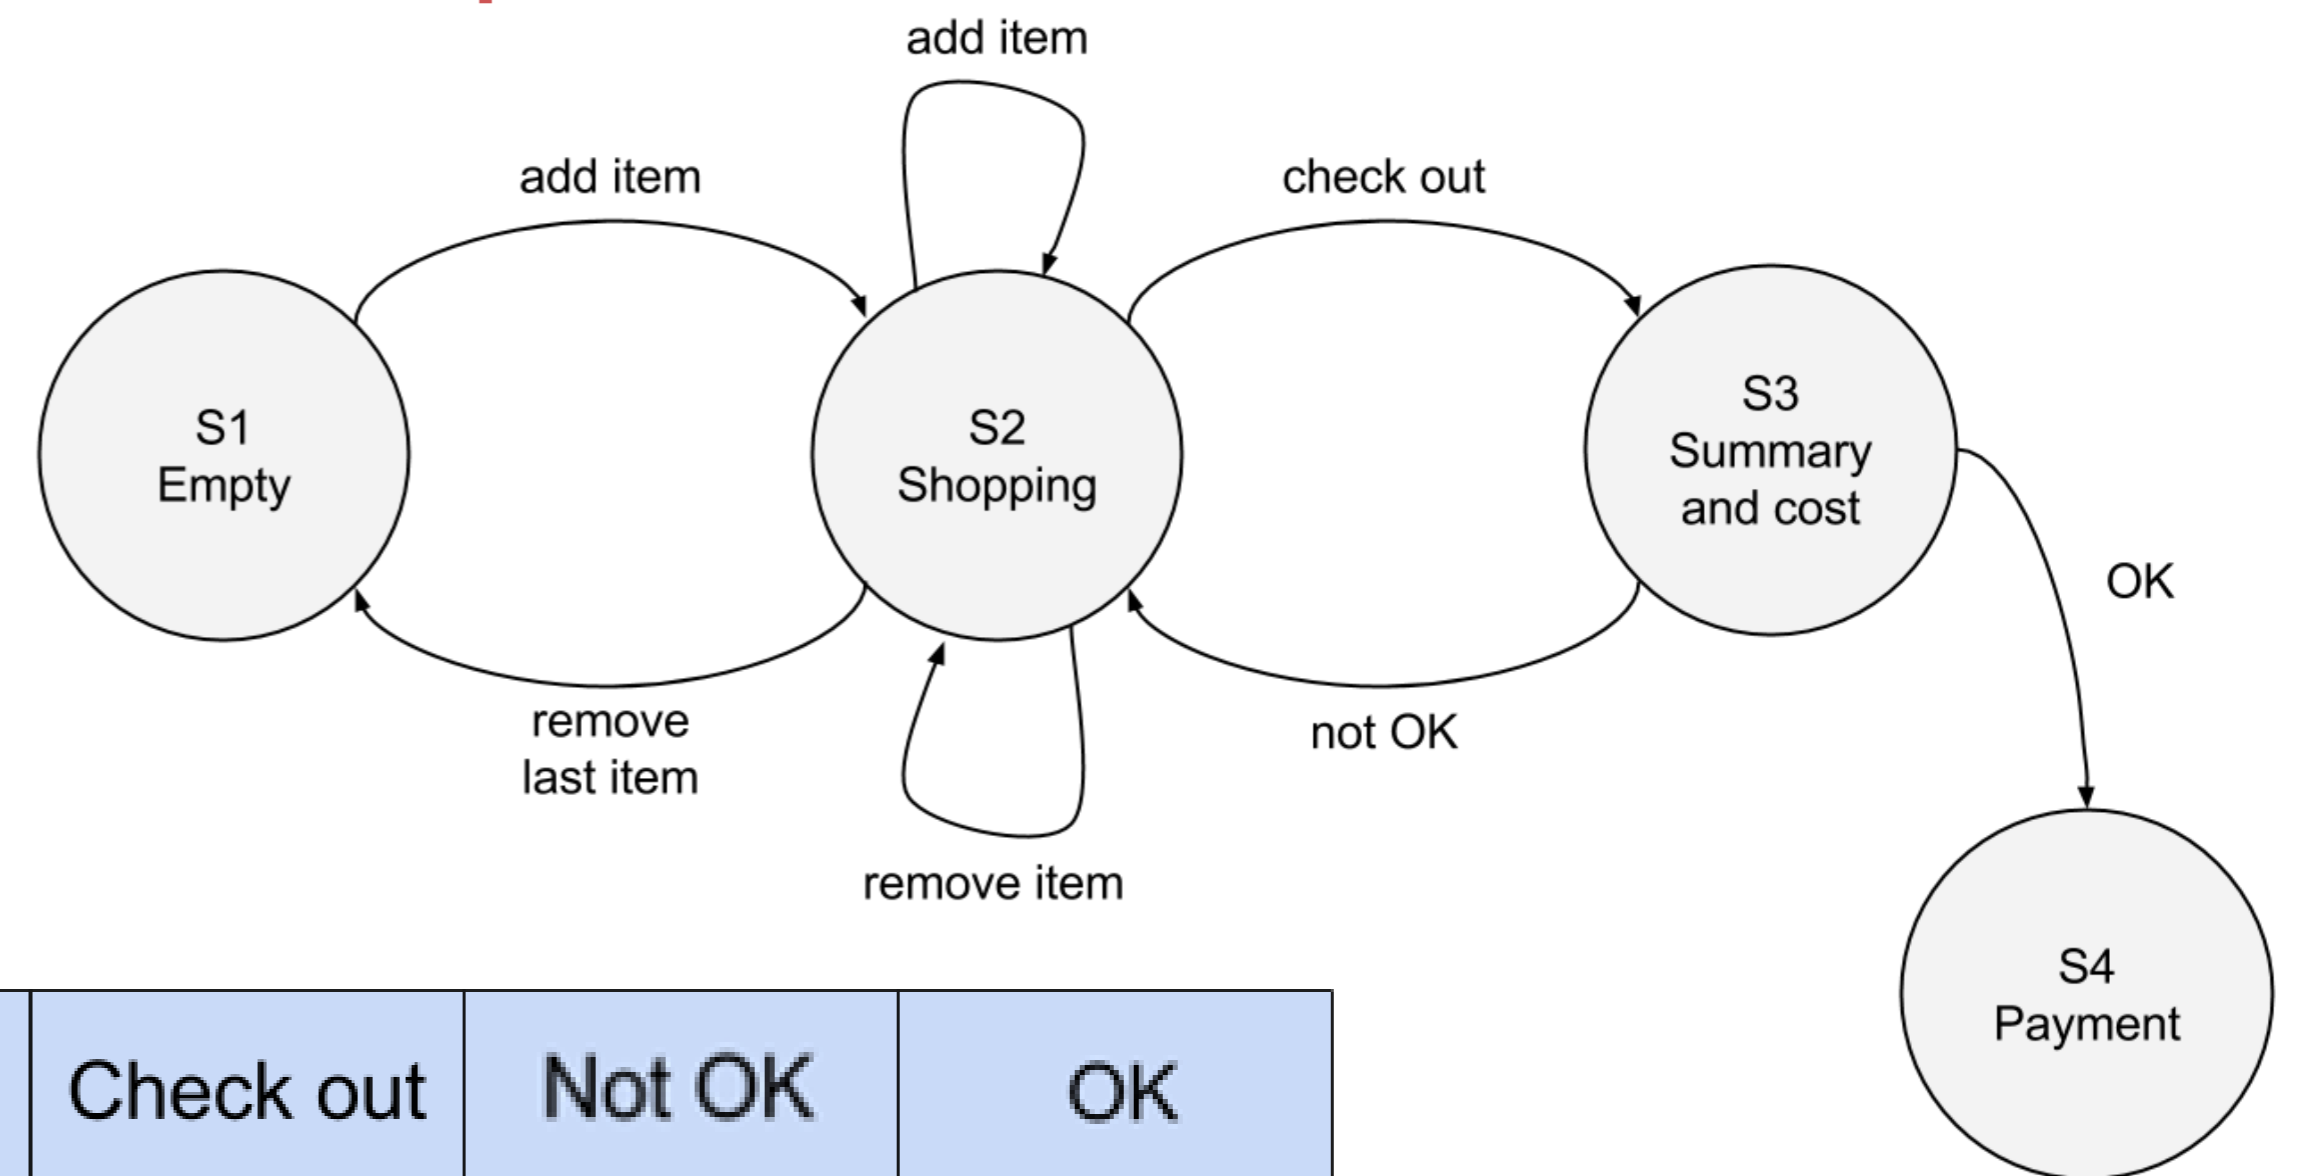 add item
add item
check out
S1
Empty
S2
Shopping
S3
Summary
and cost
OK
remove
last item
not OK
remove item
S4
Payment
Check out
Not OK
OK